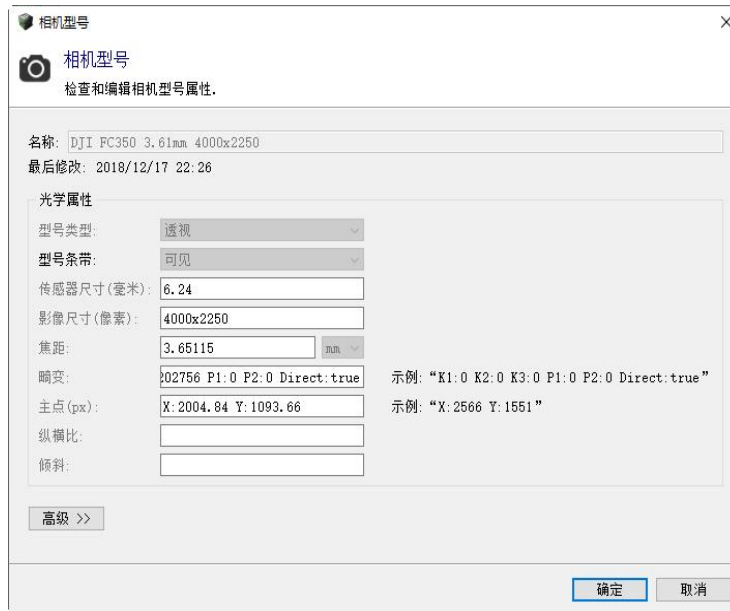 相机型号
相机型号
检查和编辑相机型号属性.
名称: DJI FC350 3.61mm 4000x2250
最后修改: 2018/12/17 22:26
光学属性
型号类型: 透视
型号条带: 可见
传感器尺寸(毫米): 6.24
影像尺寸(像素): 4000x2250
焦距: 3.65115 mm
畸变: 202756 P1:0 P2:0 Direct:true 示例: “K1:0 K2:0 K3:0 P1:0 P2:0 Direct:true”
主点(px): X:2004.84 Y:1093.66 示例: “X:2566 Y:1551”
纵横比:
倾斜:
高级 >>
确定 取消